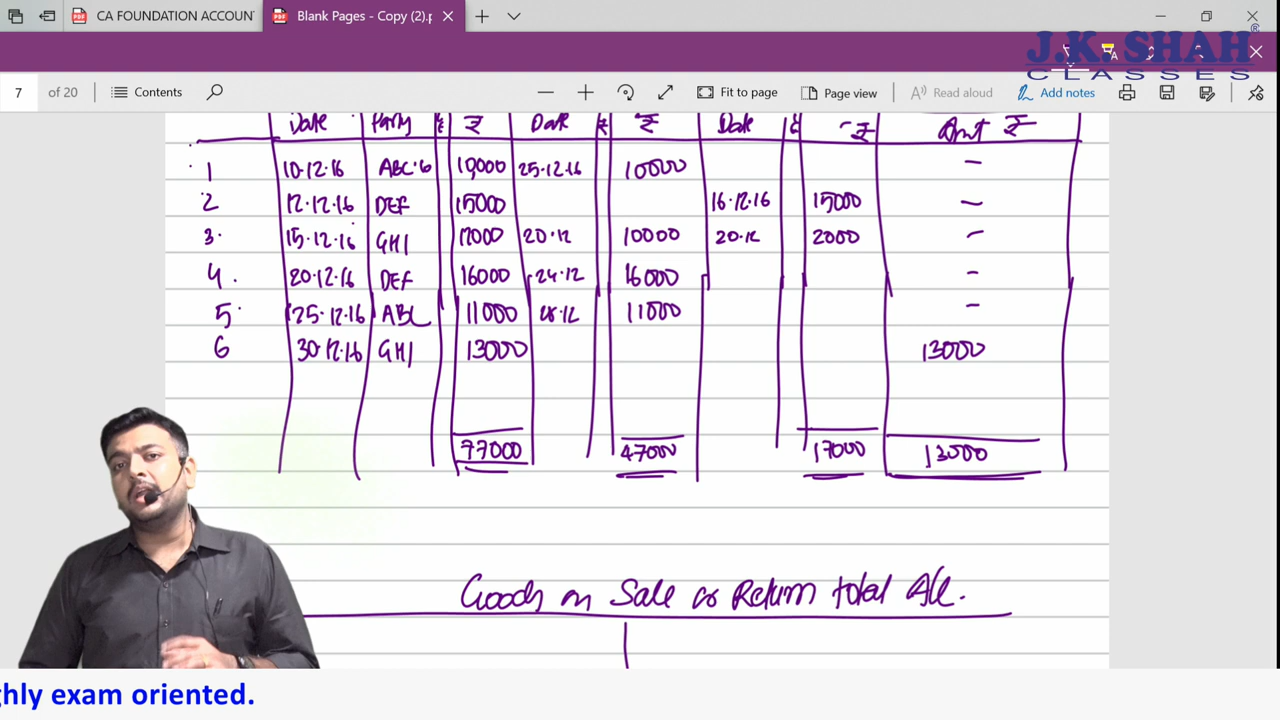 CA FOUNDATION ACCOUN
Blank Pages - Copy (2).p
J.K. SHAH ®
CLASSES
7 of 20 Contents Fit to page Page view Read aloud Add notes
Date Party ₹ Date ₹ Date ₹ Amt ₹
1 10.12.16 ABC 10000 25.12.16 10000 –
2 12.12.16 DEF 15000 16.12.16 15000 –
3. 15.12.16 GHI 12000 20.12 10000 20.12 2000 –
4. 20.12.16 DEF 16000 24.12 16000 –
5. 25.12.16 ABC 11000 28.12 11000 –
6 30.12.16 GHI 13000 13000
77000 47000 17000 13000
Goods on Sale or Return total A/c.
ghly exam oriented.